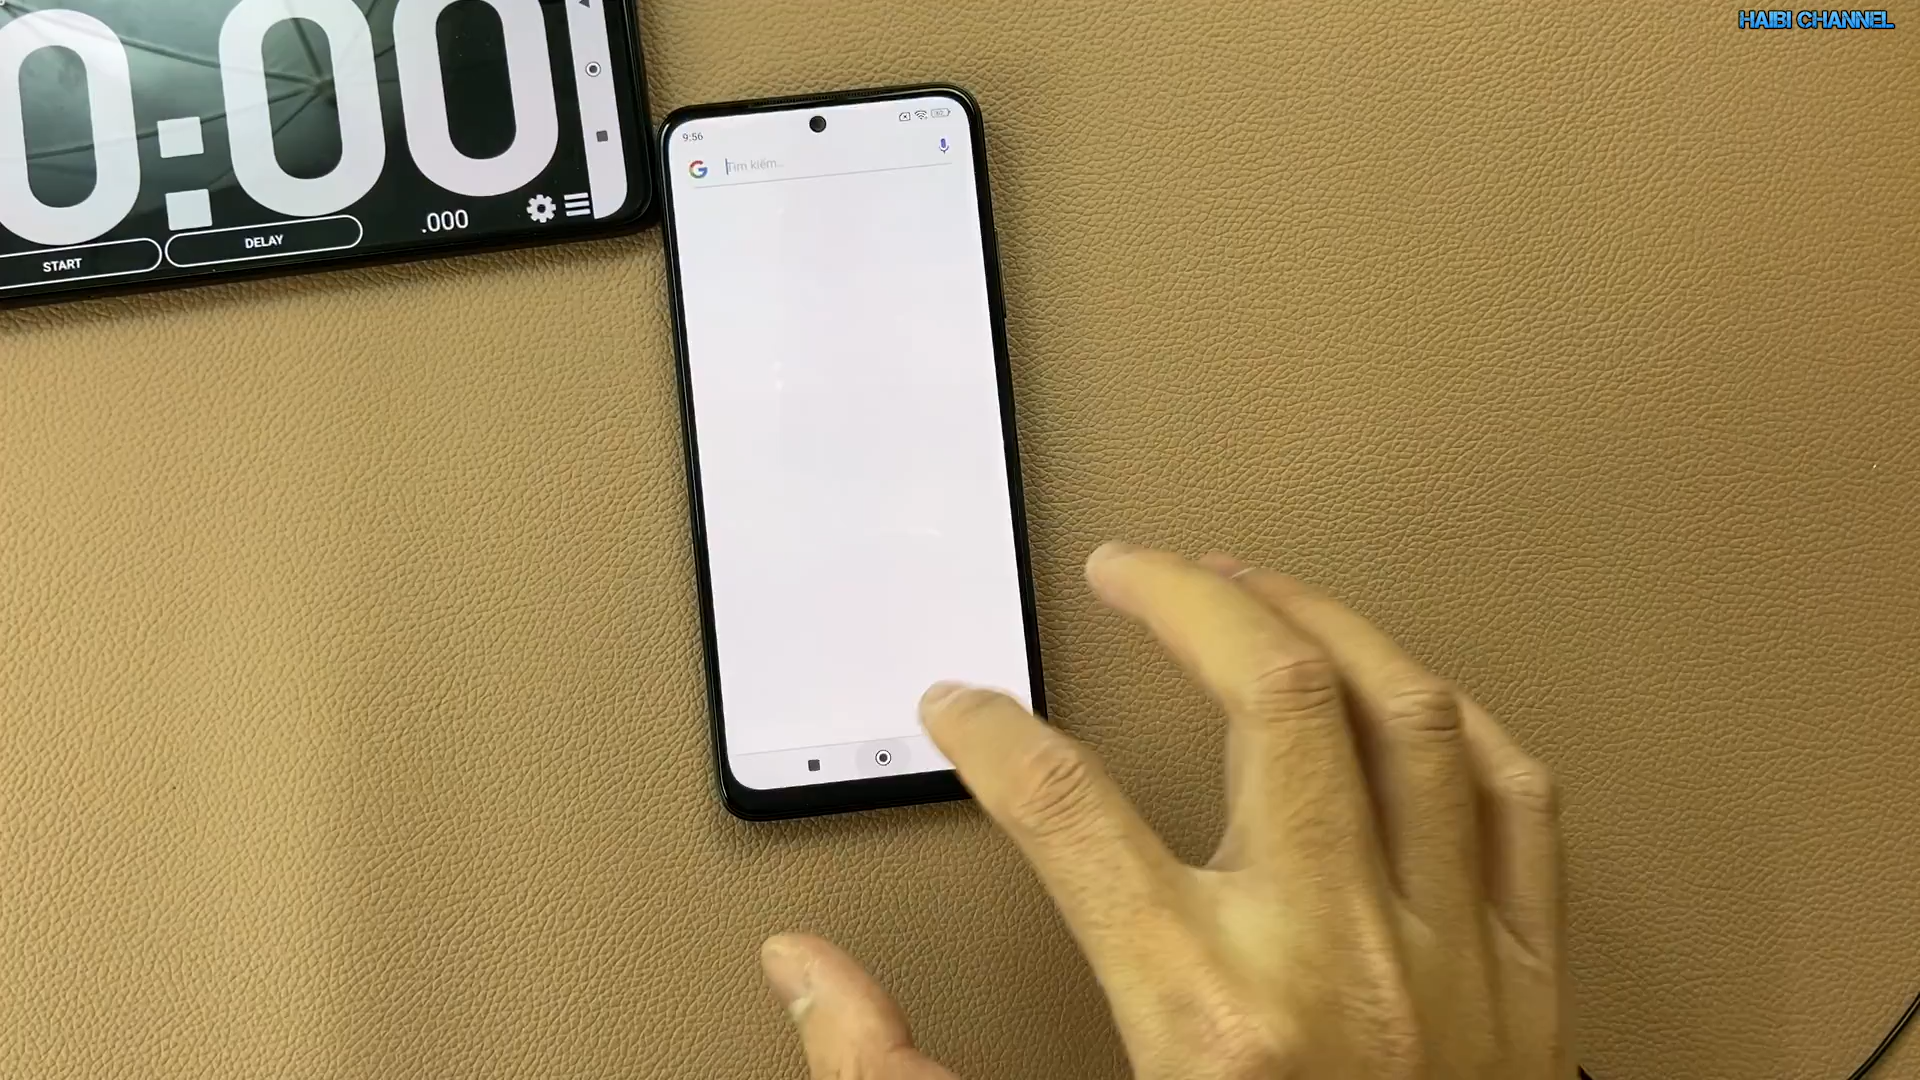 HAIBI CHANNEL
0:00
.000
START
DELAY
9:56
G
Tìm kiếm...